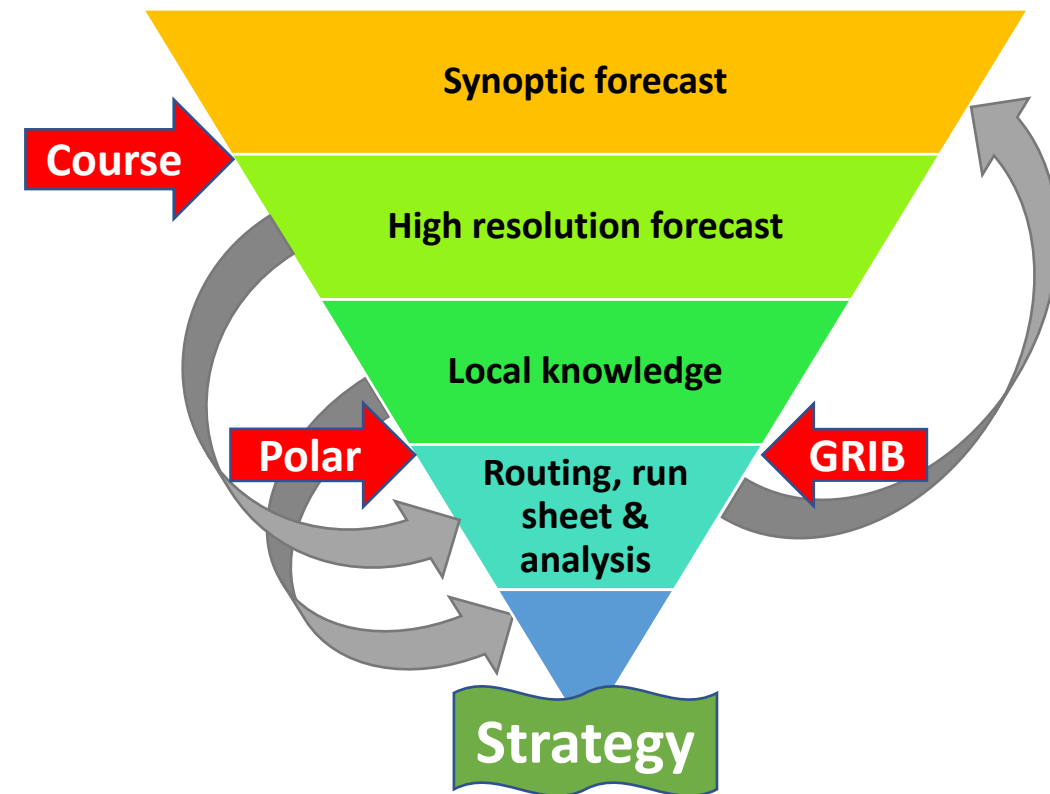 Synoptic forecast
Course
High resolution forecast
Local knowledge
Polar
GRIB
Routing, run
sheet &
analysis
Strategy